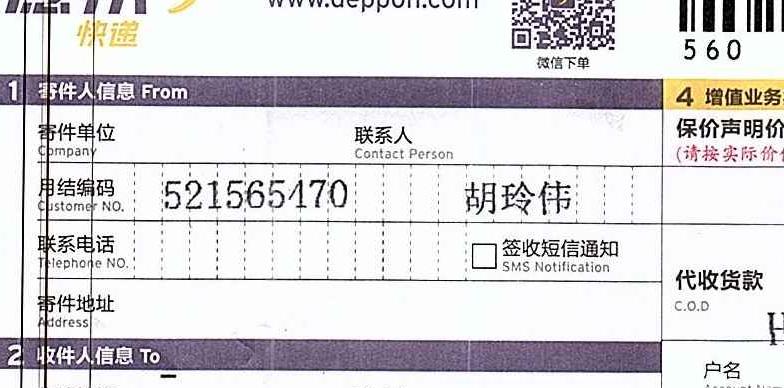 www.deppon.com
快递
微信下单
560
1 寄件人信息 From
4 增值业务
寄件单位
Company
联系人
Contact Person
保价声明价
(请按实际价
月结编码
Customer NO.
521565470 胡玲伟
联系电话
Telephone NO.
签收短信通知
SMS Notification
代收货款
C.O.D
寄件地址
Address
2 收件人信息 To
户名